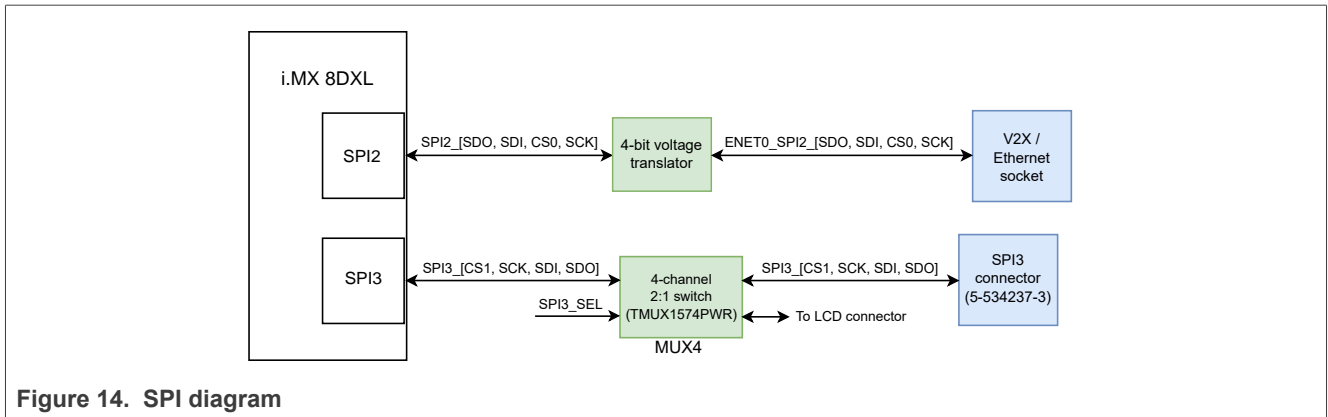 i.MX 8DXL
SPI2
SPI2_[SDO, SDI, CS0, SCK]
4-bit voltage
translator
ENET0_SPI2_[SDO, SDI, CS0, SCK]
V2X /
Ethernet
socket
SPI3
SPI3_[CS1, SCK, SDI, SDO]
SPI3_SEL
4-channel
2:1 switch
(TMUX1574PWR)
MUX4
SPI3_[CS1, SCK, SDI, SDO]
To LCD connector
SPI3
connector
(5-534237-3)
Figure 14. SPI diagram